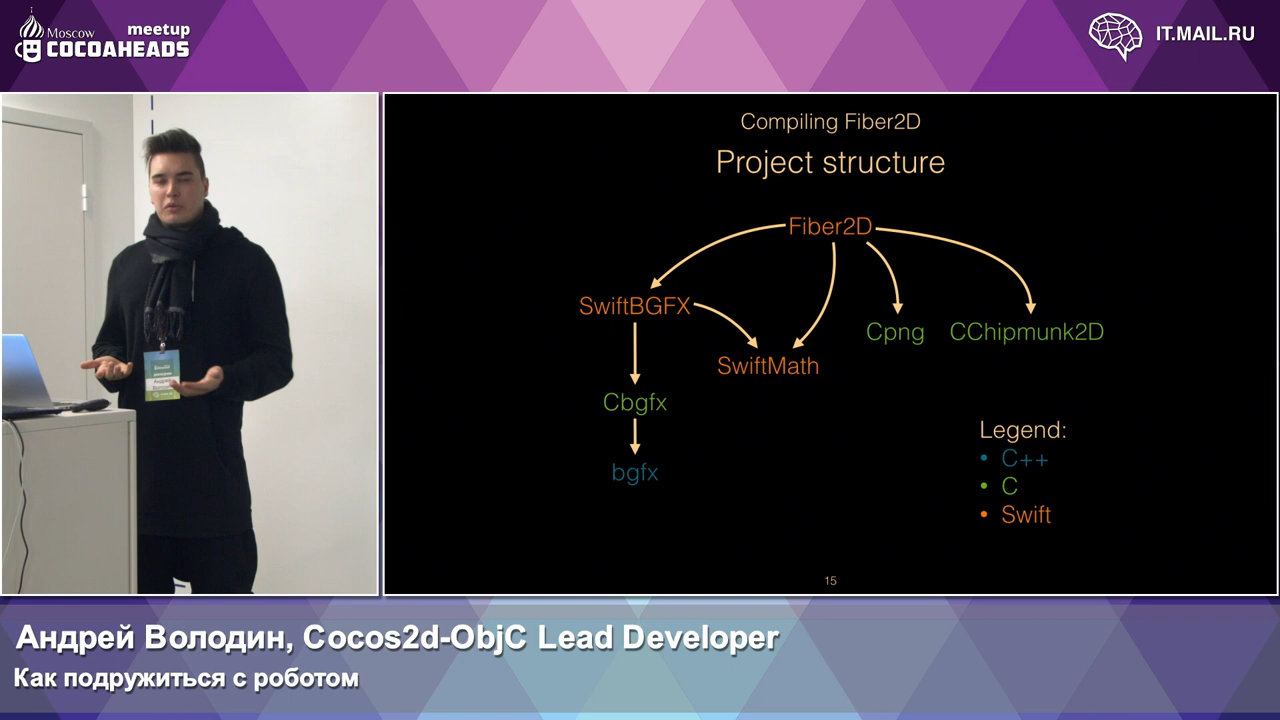 Moscow
meetup
COCOAHEADS
IT.MAIL.RU
Compiling Fiber2D
Project structure
Fiber2D
SwiftBGFX
Cpng
CChipmunk2D
SwiftMath
Cbgfx
bgfx
Legend:
• C++
• C
• Swift
15
Андрей Володин, Cocos2d-ObjC Lead Developer
Как подружиться с роботом